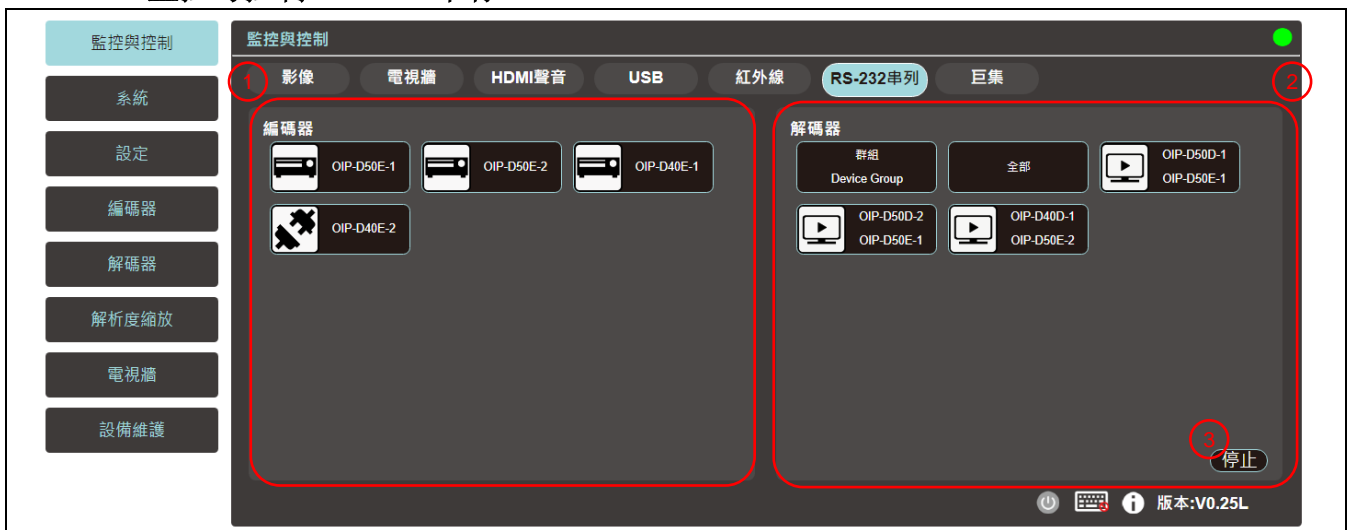 監控與控制
系統
設定
編碼器
解碼器
解析度縮放
電視牆
設備維護
監控與控制
影像 電視牆 HDMI聲音 USB 紅外線 RS-232串列 巨集
1
2
編碼器
OIP-D50E-1 OIP-D50E-2 OIP-D40E-1
OIP-D40E-2
解碼器
群組
Device Group
全部
OIP-D50D-1
OIP-D50E-1
OIP-D50D-2
OIP-D50E-1
OIP-D40D-1
OIP-D50E-2
3
停止
版本:V0.25L